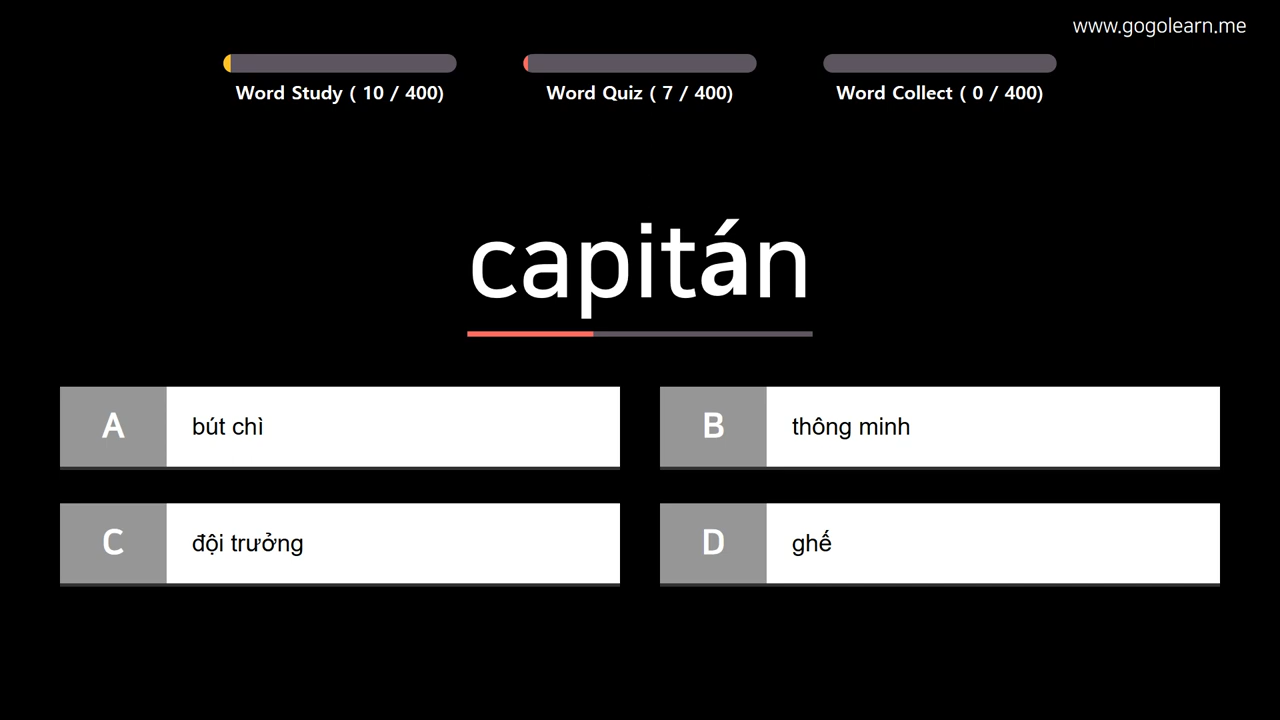 www.gogolearn.me
Word Study ( 10 / 400)
Word Quiz ( 7 / 400)
Word Collect ( 0 / 400)
capitán
A
bút chì
B
thông minh
C
đội trưởng
D
ghế